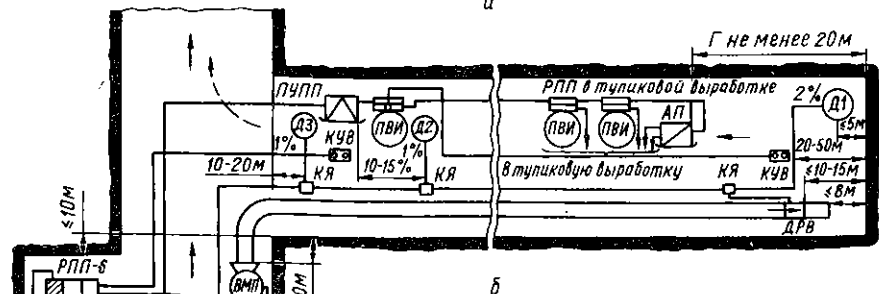 а
Г не менее 20м
ПУПП
РПП в тупиковой выработке
АП
2%
Д1
Д3
КУВ
ПВИ
Д2
ПВИ
ПВИ
≤5м
1%
1%
20-50м
10-20м
10-15%
КЯ
в тупиковую выработку
КЯ
КУВ
≤10-15м
КЯ
≤8м
≤10м
ДРВ
РПП-6
ВМП
0м
б